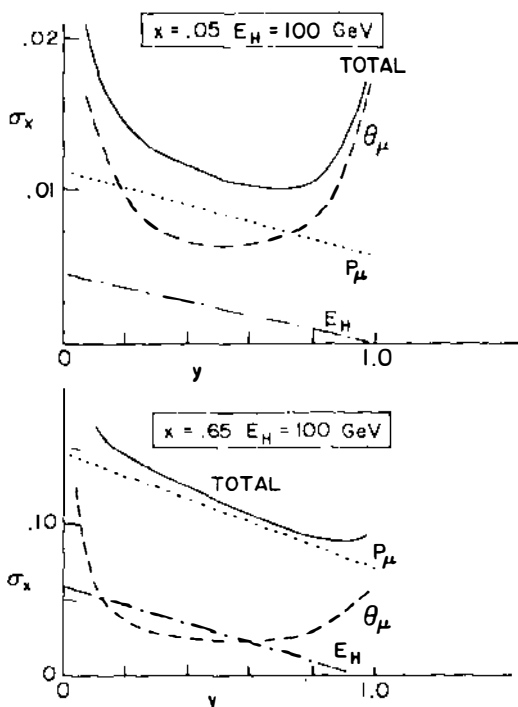 x = .05 E_H = 100 GeV
.02
TOTAL
σ_x
θ_μ
.01
P_μ
E_H
0
1.0
y
x = .65 E_H = 100 GeV
TOTAL
.10
P_μ
σ_x
θ_μ
E_H
0
0
1.0
y